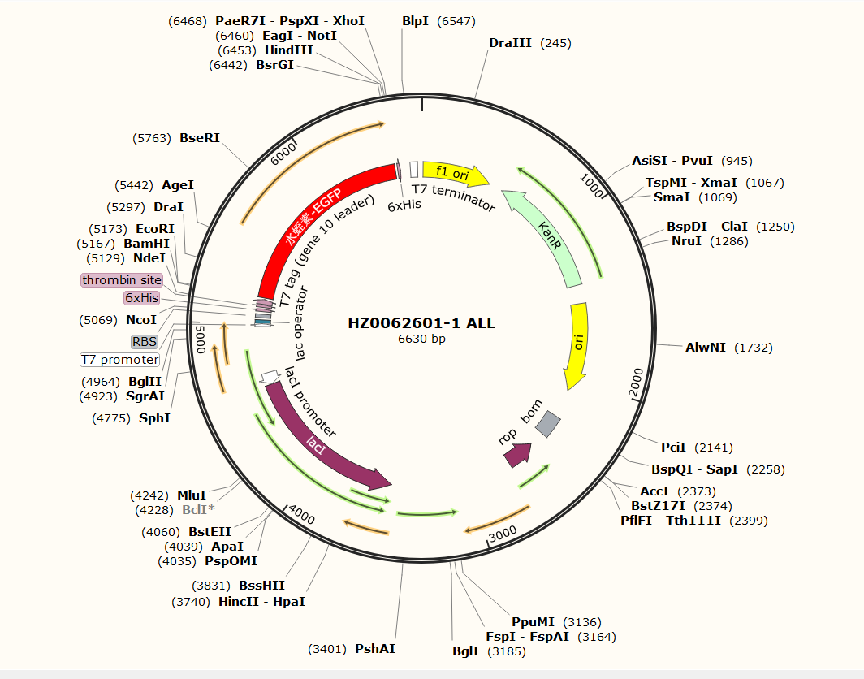 (6468) PaeR7I - PspXI - XhoI
(6460) EagI - NotI
(6453) HindIII
(6442) BsrGI
BlpI (6547)
DraIII (245)
(5763) BseRI
6000
AsiSI - PvuI (945)
TspMI - XmaI (1067)
SmaI (1069)
1000
BspDI - ClaI (1250)
NruI (1286)
(5442) AgeI
(5297) DraI
(5173) EcoRI
(5167) BamHI
(5129) NdeI
thrombin site
6xHis
(5069) NcoI
RBS
T7 promoter
(4964) BglII
(4923) SgrAI
(4775) SphI
5000
f1 ori
T7 terminator
6xHis
KanR
水蛭素-EGFP
T7 tag (gene 10 leader)
lac operator
HZ0062601-1 ALL
6630 bp
ori
AlwNI (1732)
2000
lacI promoter
lacI
rop
bom
PciI (2141)
BspQI - SapI (2258)
AccI (2373)
BstZ17I (2374)
PflFI - Tth111I (2399)
(4242) MluI
(4228) BclI*
(4060) BstEII
(4039) ApaI
(4035) PspOMI
4000
3000
(3831) BssHII
(3740) HincII - HpaI
(3401) PshAI
PpuMI (3136)
FspI - FspAI (3164)
BglI (3185)